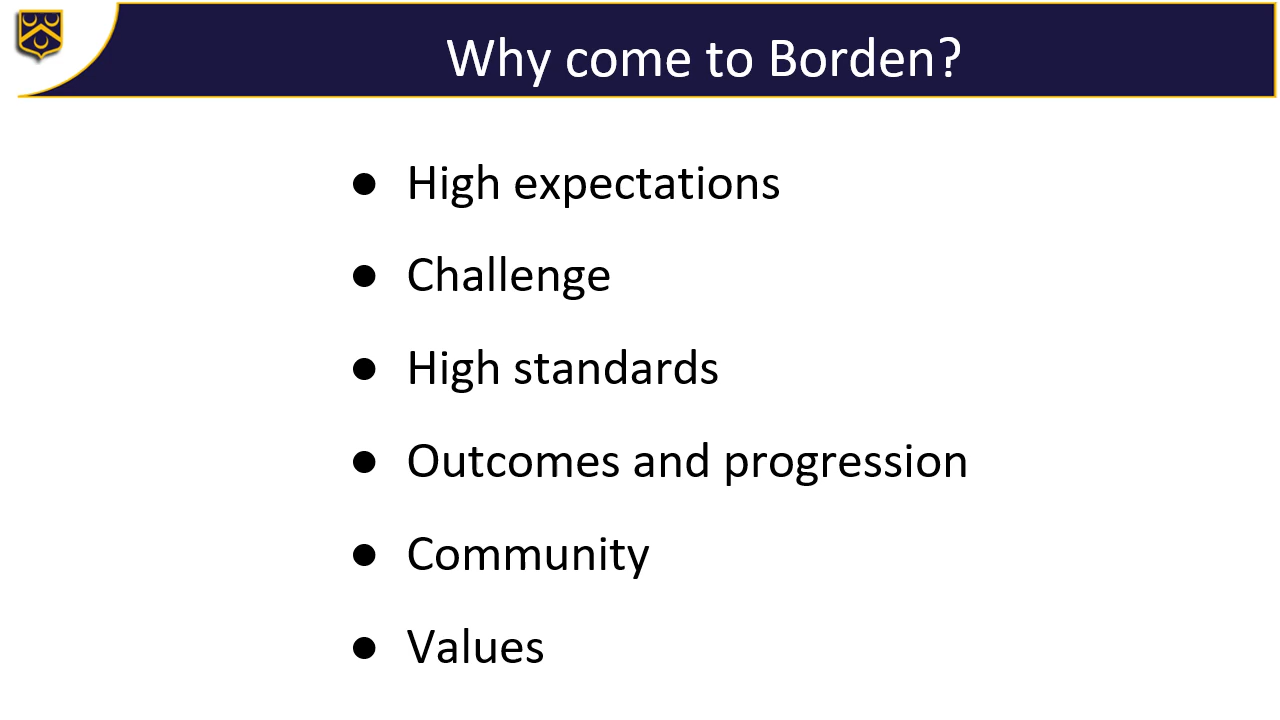 Why come to Borden?
● High expectations
● Challenge
● High standards
● Outcomes and progression
● Community
● Values